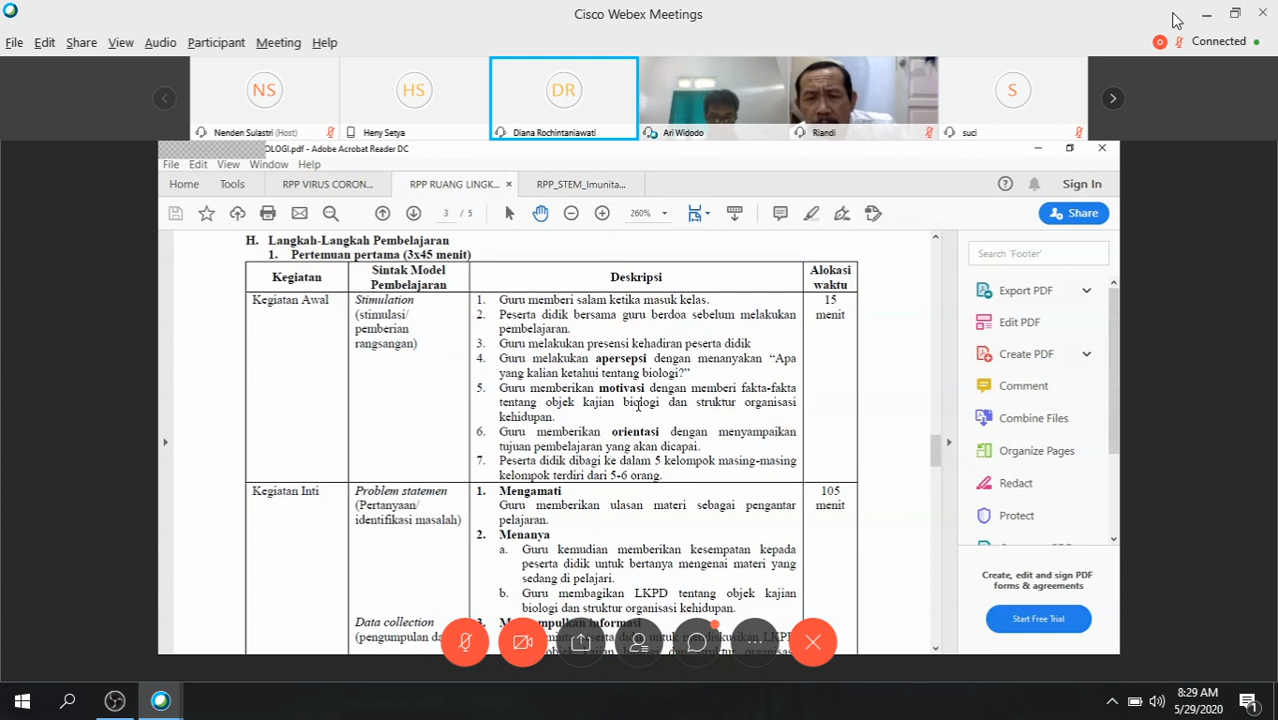 Cisco Webex Meetings
File Edit Share View Audio Participant Meeting Help
Connected
NS
HS
DR
S
Nenden Sulastri (Host)
Heny Setya
Diana Rochintaniawati
Ari Widodo
Riandi
suci
OLOGI.pdf - Adobe Acrobat Reader DC
File Edit View Window Help
Home Tools RPP VIRUS CORON... RPP RUANG LINGK... × RPP_STEM_Imunita... Sign In
3 / 5 260% Share
H. Langkah-Langkah Pembelajaran
1. Pertemuan pertama (3x45 menit)
Kegiatan
Sintak Model
Pembelajaran
Deskripsi
Alokasi
waktu
Kegiatan Awal
Stimulation
(stimulasi/
pemberian
rangsangan)
1. Guru memberi salam ketika masuk kelas.
2. Peserta didik bersama guru berdoa sebelum melakukan
pembelajaran.
3. Guru melakukan presensi kehadiran peserta didik
4. Guru melakukan apersepsi dengan menanyakan “Apa
yang kalian ketahui tentang biologi?”
5. Guru memberikan motivasi dengan memberi fakta-fakta
tentang objek kajian biologi dan struktur organisasi
kehidupan.
6. Guru memberikan orientasi dengan menyampaikan
tujuan pembelajaran yang akan dicapai.
7. Peserta didik dibagi ke dalam 5 kelompok masing-masing
kelompok terdiri dari 5-6 orang.
15
menit
Kegiatan Inti
Problem statemen
(Pertanyaan/
identifikasi masalah)
1. Mengamati
Guru memberikan ulasan materi sebagai pengantar
pelajaran.
2. Menanya
a. Guru kemudian memberikan kesempatan kepada
peserta didik untuk bertanya mengenai materi yang
sedang di pelajari.
b. Guru membagikan LKPD tentang objek kajian
biologi dan struktur organisasi kehidupan.
105
menit
Data collection
(pengumpulan
informasi
peserta didik untuk mendiskusikan
Search 'Footer'
Export PDF
Edit PDF
Create PDF
Comment
Combine Files
Organize Pages
Redact
Protect
Create, edit and sign PDF
forms & agreements
Start Free Trial
8:29 AM
5/29/2020
1